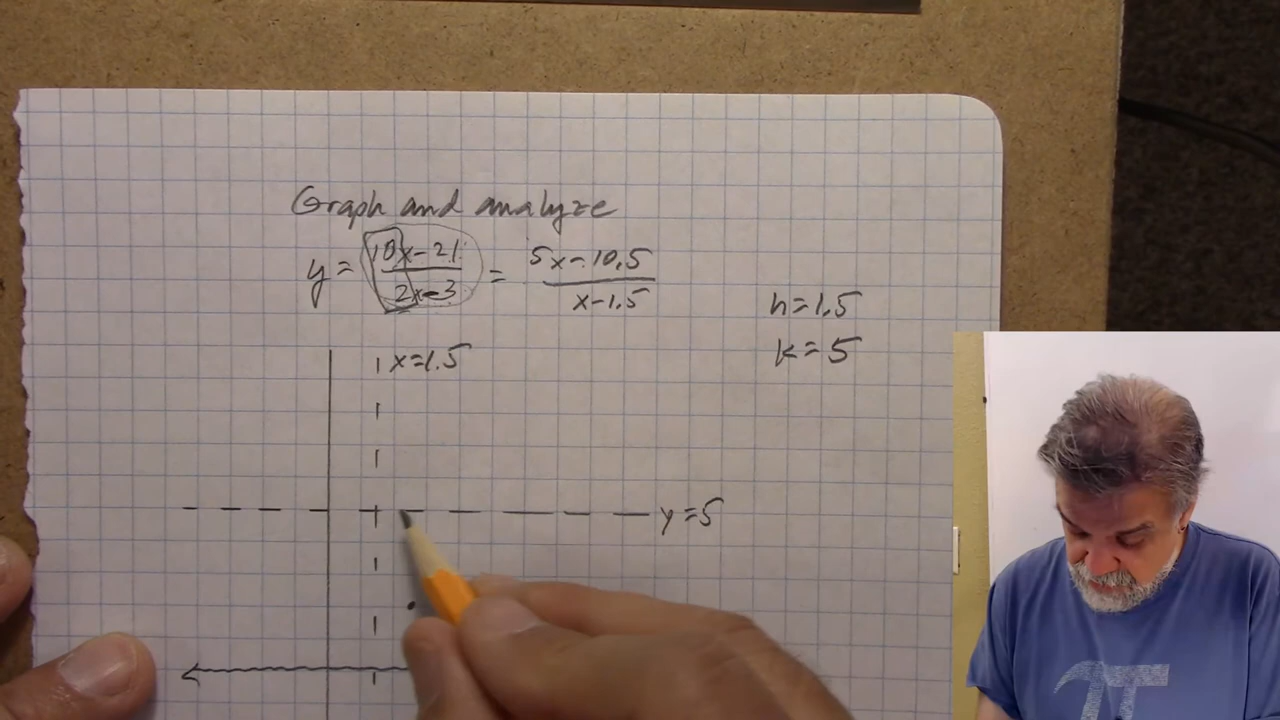 Graph and analyze
y = 10x-21 / 2x-3 = 5x-10.5 / x-1.5
h=1.5
k=5
x=1.5
y=5
π